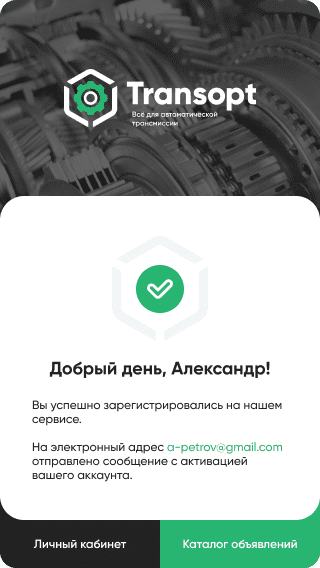 Transopt
Всё для автоматической
трансмиссии
Добрый день, Александр!
Вы успешно зарегистрировались на нашем
сервисе.
На электронный адрес a-petrov@gmail.com
отправлено сообщение с активацией
вашего аккаунта.
Личный кабинет
Каталог объявлений